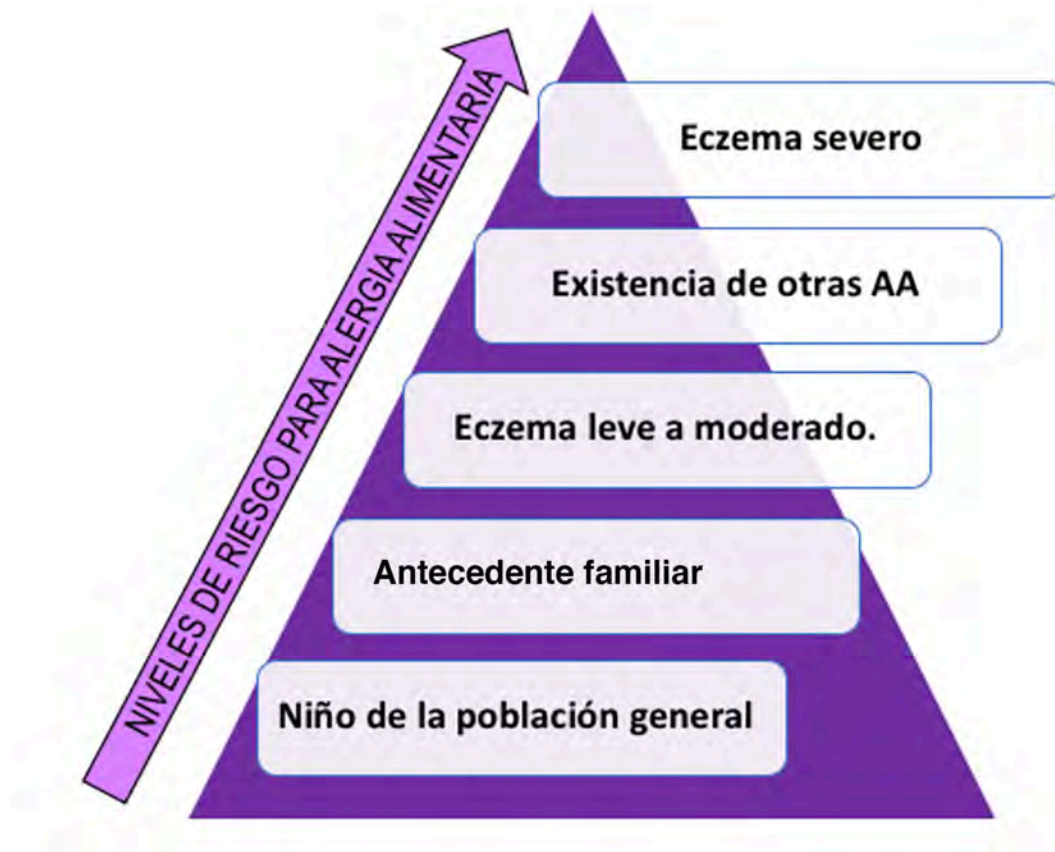 NIVELES DE RIESGO PARA ALERGIA ALIMENTARIA
Eczema severo
Existencia de otras AA
Eczema leve a moderado.
Antecedente familiar
Niño de la población general